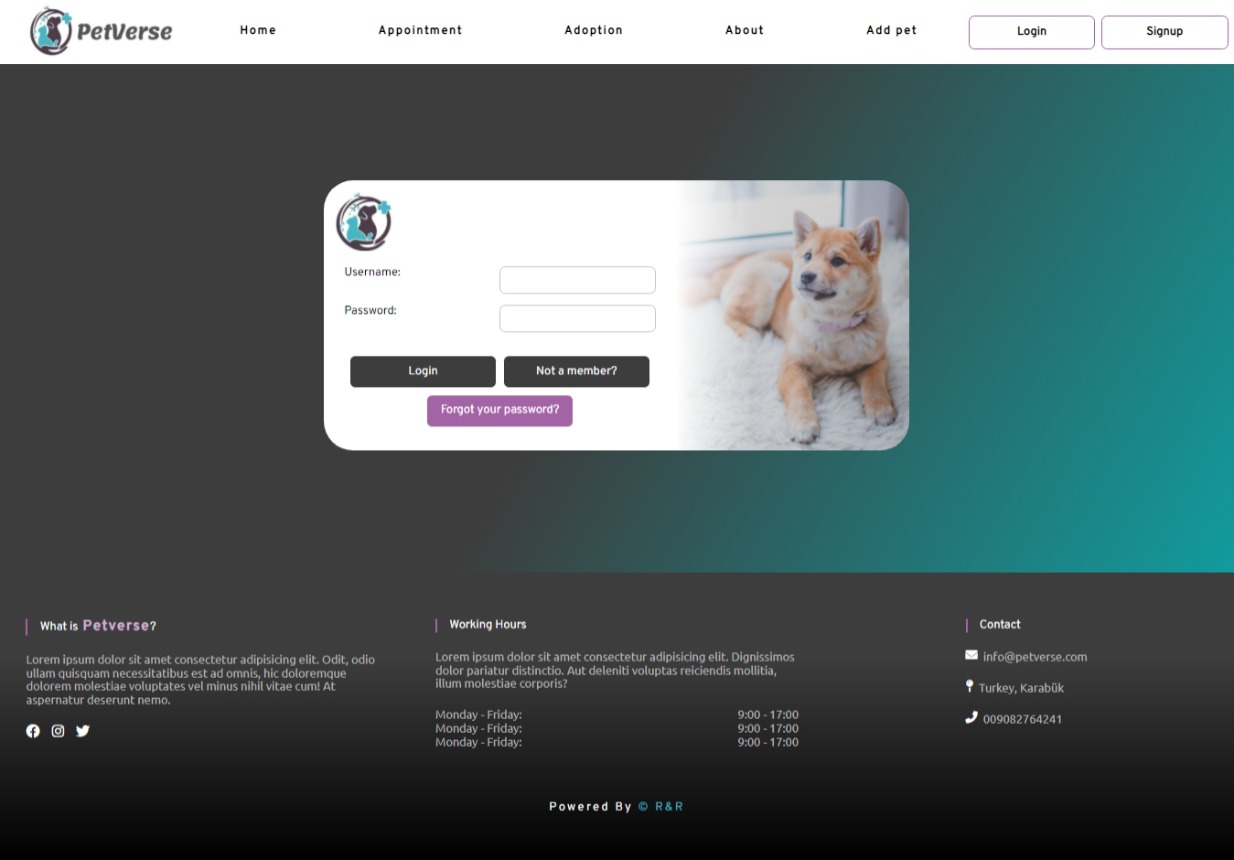 PetVerse
Home
Appointment
Adoption
About
Add pet
Login
Signup
Username:
Password:
Login
Not a member?
Forgot your password?
What is Petverse?
Lorem ipsum dolor sit amet consectetur adipisicing elit. Odit, odio
ullam quisquam necessitatibus est ad omnis, hic doloremque
dolorem molestiae voluptates vel minus nihil vitae cum! At
aspernatur deserunt nemo.
Working Hours
Lorem ipsum dolor sit amet consectetur adipisicing elit. Dignissimos
dolor pariatur distinctio. Aut deleniti voluptas reiciendis mollitia,
illum molestiae corporis?
Monday - Friday: 9:00 - 17:00
Monday - Friday: 9:00 - 17:00
Monday - Friday: 9:00 - 17:00
Contact
info@petverse.com
Turkey, Karabük
009082764241
Powered By © R&R